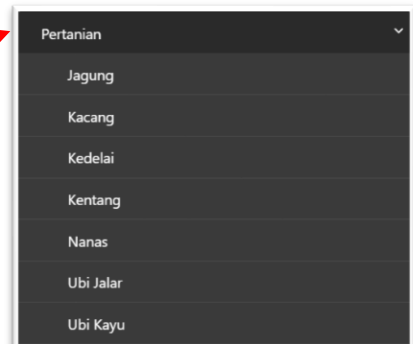 Pertanian
Jagung
Kacang
Kedelai
Kentang
Nanas
Ubi Jalar
Ubi Kayu